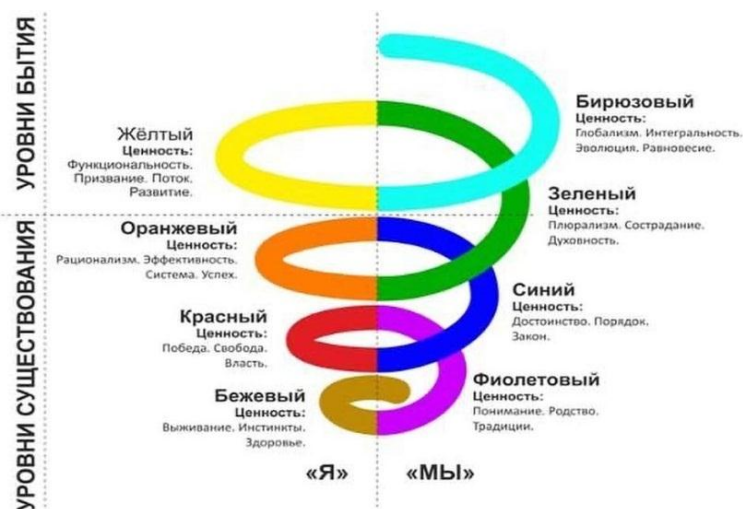 УРОВНИ БЫТИЯ
Жёлтый
Ценность:
Функциональность.
Призвание. Поток.
Развитие.
Бирюзовый
Ценность:
Глобализм. Интегральность.
Эволюция. Равновесие.
Зеленый
Ценность:
Плюрализм. Сострадание.
Духовность.
УРОВНИ СУЩЕСТВОВАНИЯ
Оранжевый
Ценность:
Рационализм. Эффективность.
Система. Успех.
Синий
Ценность:
Достоинство. Порядок.
Закон.
Красный
Ценность:
Победа. Свобода.
Власть.
Фиолетовый
Ценность:
Понимание. Родство.
Традиции.
Бежевый
Ценность:
Выживание. Инстинкты.
Здоровье.
«Я»
«МЫ»